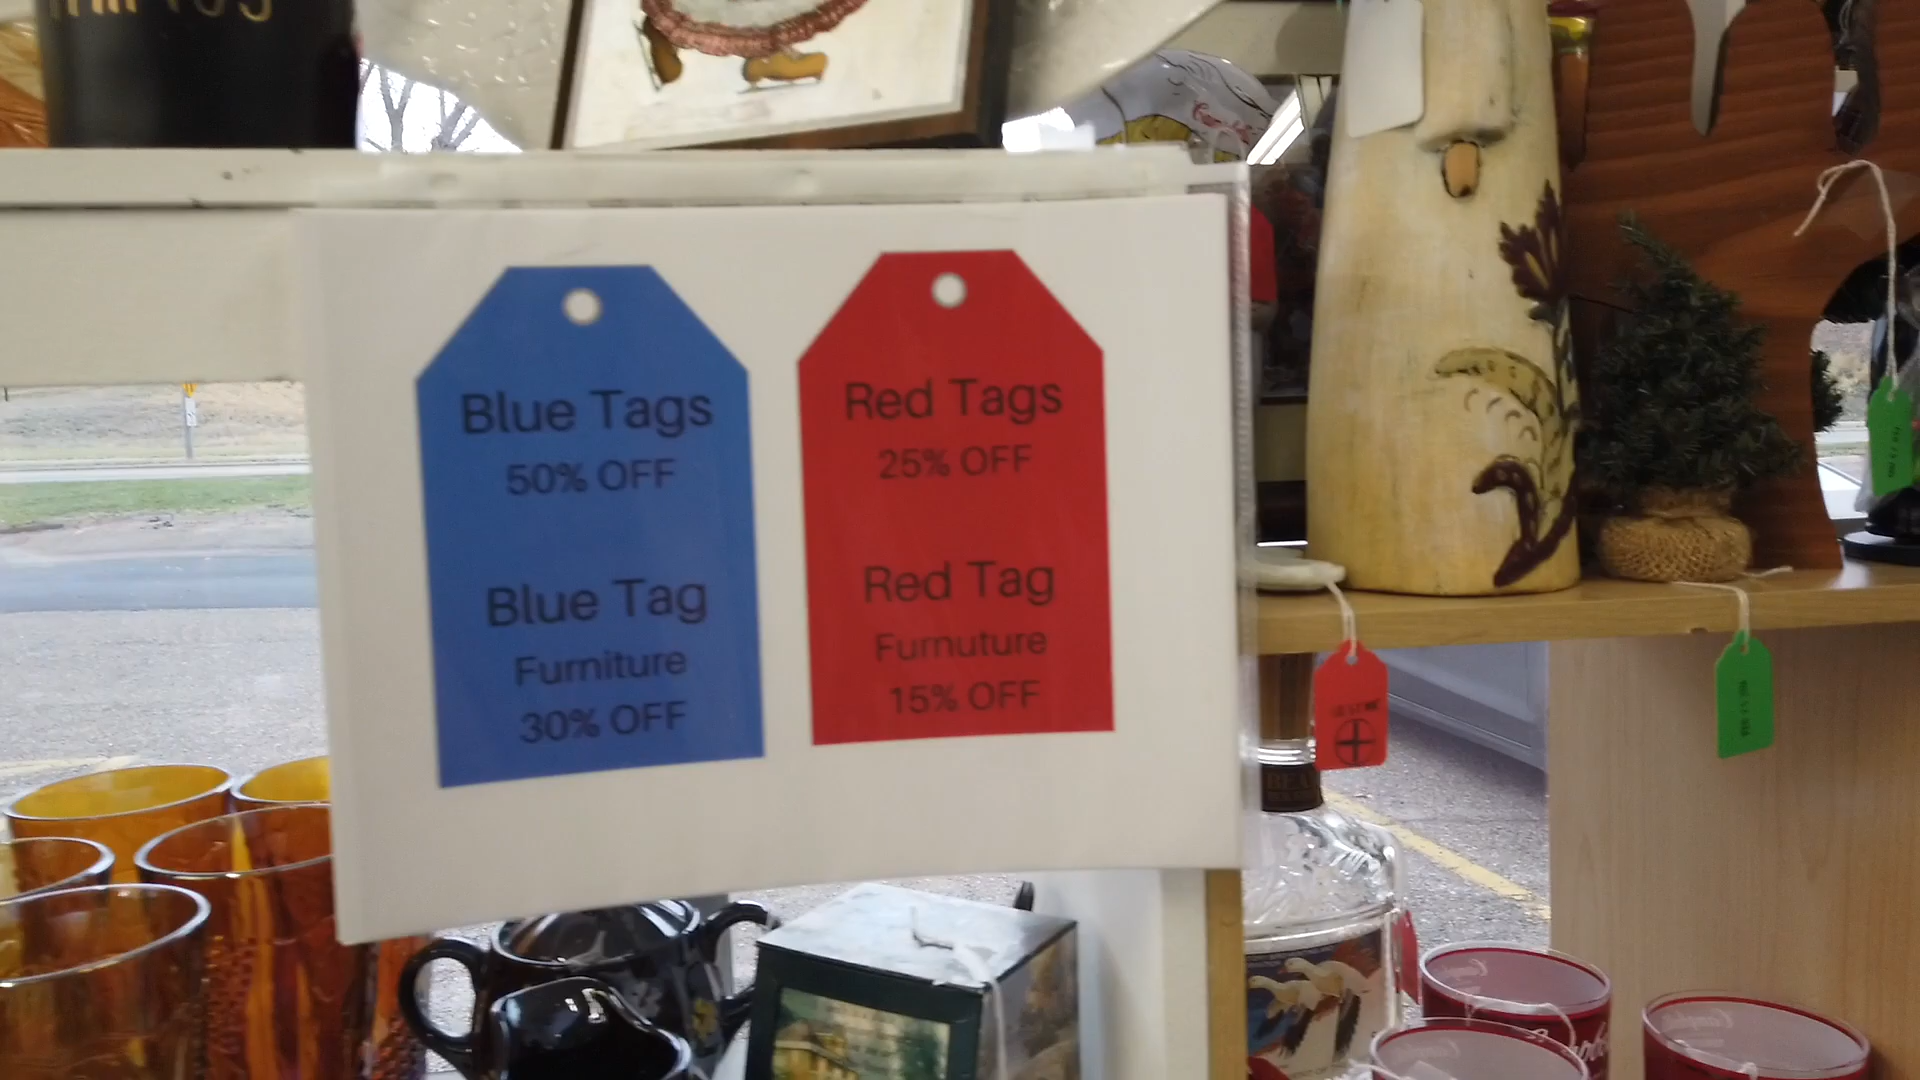 Blue Tags
50% OFF
Blue Tag
Furniture
30% OFF
Red Tags
25% OFF
Red Tag
Furnuture
15% OFF